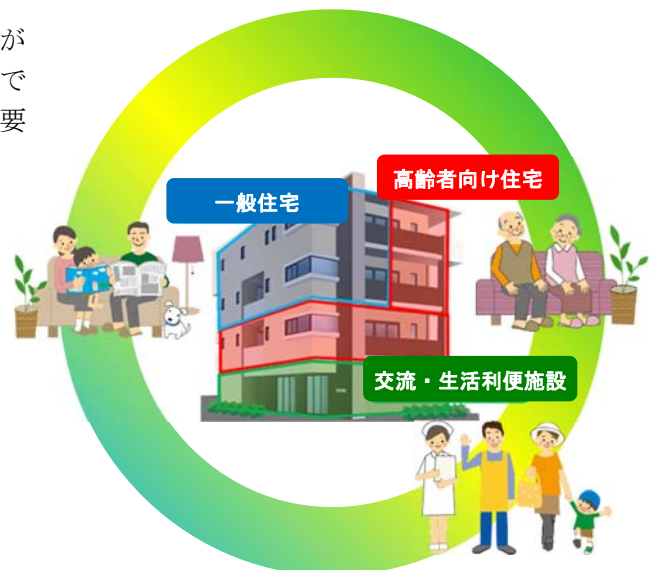 が
で
要
高齢者向け住宅
一般住宅
交流・生活利便施設